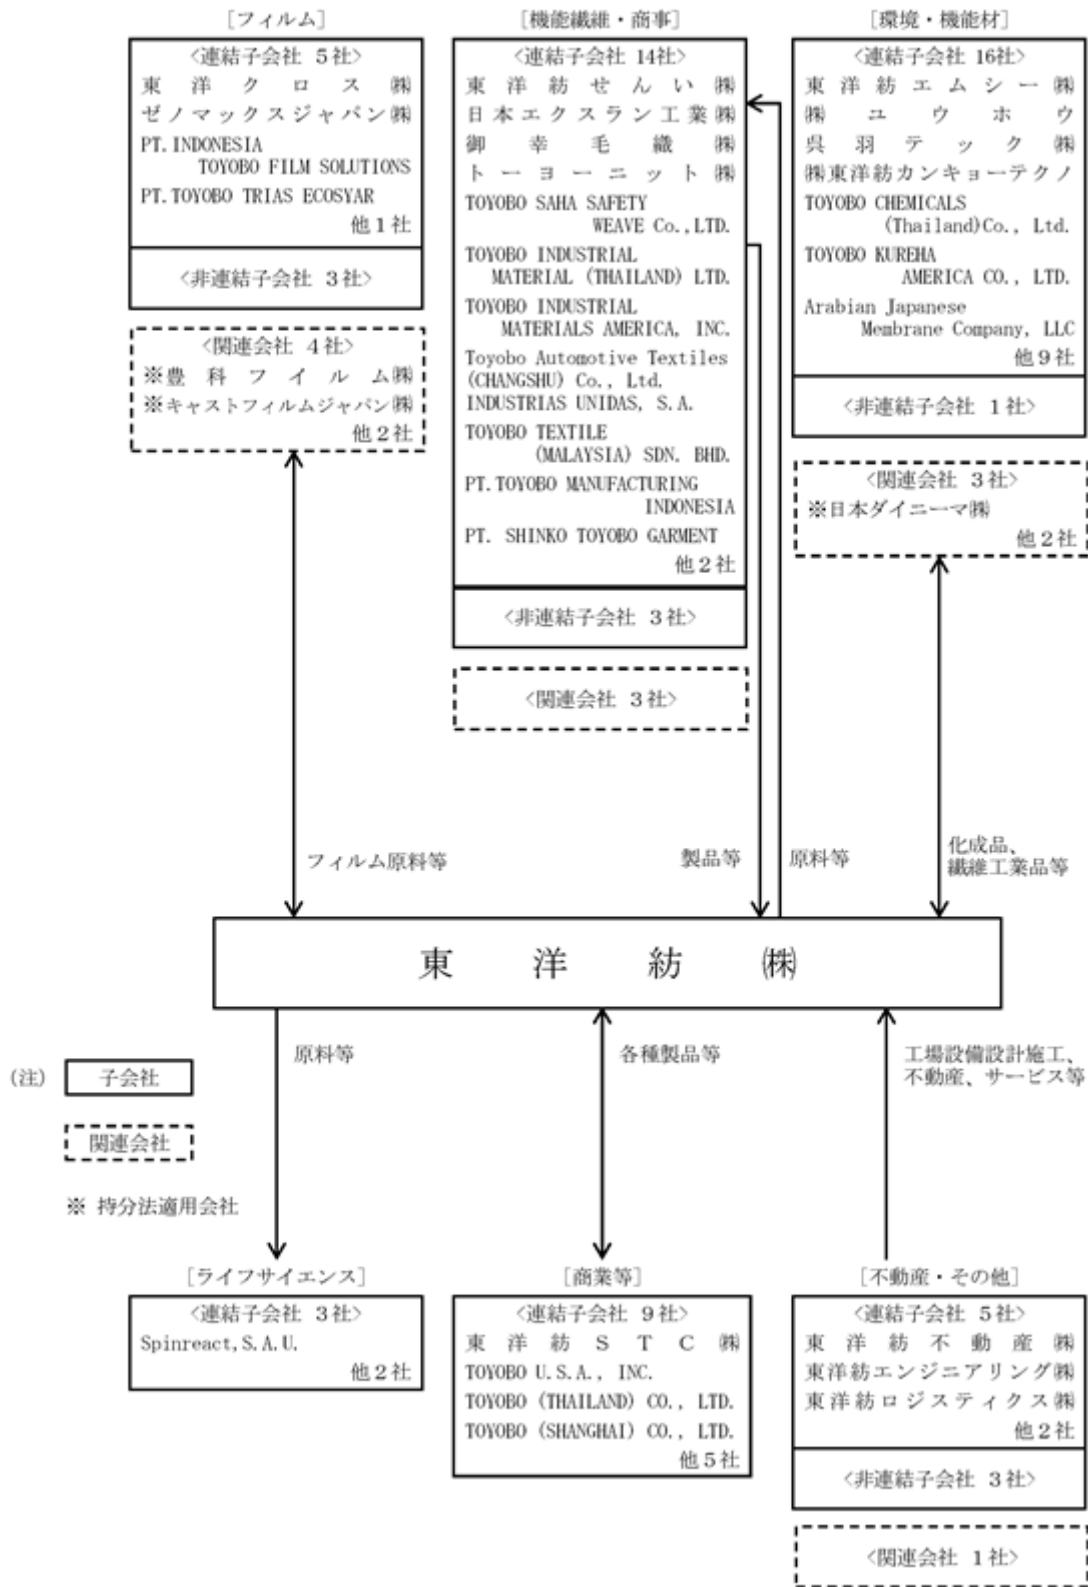 [フィルム]
<連結子会社 5社>
東洋クロス㈱
ゼノマックスジャパン㈱
PT.INDONESIA
TOYOBO FILM SOLUTIONS
PT.TOYOBO TRIAS ECOSYAR
他1社
<非連結子会社 3社>
<関連会社 4社>
※豊科フイルム㈱
※キャストフィルムジャパン㈱
他2社
[機能繊維・商事]
<連結子会社 14社>
東洋紡せんい㈱
日本エクスラン工業㈱
御幸毛織㈱
トーヨーニット㈱
TOYOBO SAHA SAFETY
WEAVE Co.,LTD.
TOYOBO INDUSTRIAL
MATERIAL (THAILAND) LTD.
TOYOBO INDUSTRIAL
MATERIALS AMERICA, INC.
Toyobo Automotive Textiles
(CHANGSHU) Co., Ltd.
INDUSTRIAS UNIDAS, S.A.
TOYOBO TEXTILE
(MALAYSIA) SDN. BHD.
PT.TOYOBO MANUFACTURING
INDONESIA
PT. SHINKO TOYOBO GARMENT
他2社
<非連結子会社 3社>
<関連会社 3社>
[環境・機能材]
<連結子会社 16社>
東洋紡エムシー㈱
㈱ユウホウ
呉羽テック㈱
㈱東洋紡カンキョーテクノ
TOYOBO CHEMICALS
(Thailand)Co., Ltd.
TOYOBO KUREHA
AMERICA CO., LTD.
Arabian Japanese
Membrane Company, LLC
他9社
<非連結子会社 1社>
<関連会社 3社>
※日本ダイニーマ㈱
他2社
フィルム原料等
製品等
原料等
化成品、
繊維工業品等
東洋紡㈱
原料等
各種製品等
工場設備設計施工、
不動産、サービス等
(注) 子会社
関連会社
※ 持分法適用会社
[ライフサイエンス]
<連結子会社 3社>
Spinreact,S.A.U.
他2社
[商業等]
<連結子会社 9社>
東洋紡STC㈱
TOYOBO U.S.A., INC.
TOYOBO (THAILAND) CO., LTD.
TOYOBO (SHANGHAI) CO., LTD.
他5社
[不動産・その他]
<連結子会社 5社>
東洋紡不動産㈱
東洋紡エンジニアリング㈱
東洋紡ロジスティクス㈱
他2社
<非連結子会社 3社>
<関連会社 1社>